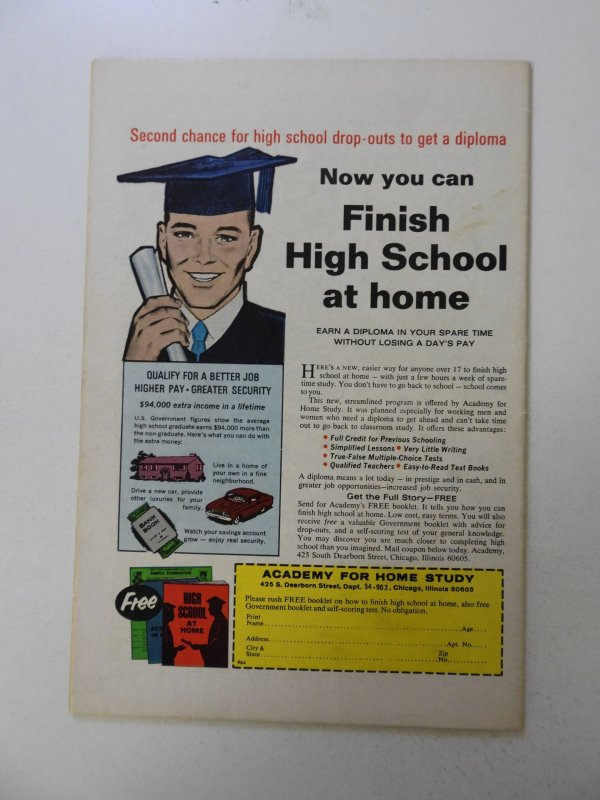 Second chance for high school drop-outs to get a diploma
Now you can
Finish
High School
at home
EARN A DIPLOMA IN YOUR SPARE TIME
WITHOUT LOSING A DAY'S PAY
QUALIFY FOR A BETTER JOB
HIGHER PAY • GREATER SECURITY
$94,000 extra income in a lifetime
U.S. Government figures show the average
high school graduate earns $94,000 more than
the non-graduate. Here's what you can do with
the extra money:
Live in a home of
your own in a fine
neighborhood.
Drive a new car, provide
other luxuries for your
family.
BANK
BOOK
Watch your savings account
grow — enjoy real security.
HERE'S A NEW, easier way for anyone over 17 to finish high
school at home — with just a few hours a week of spare-
time study. You don't have to go back to school — school comes
to you.
This new, streamlined program is offered by Academy for
Home Study. It was planned especially for working men and
women who need a diploma to get ahead and can't take time
out to go back to classroom study. It offers these advantages:
• Full Credit for Previous Schooling
• Simplified Lessons • Very Little Writing
• True-False Multiple-Choice Tests
• Qualified Teachers • Easy-to-Read Text Books
A diploma means a lot today — in prestige and in cash, and in
greater job opportunities—increased job security.
Get the Full Story—FREE
Send for Academy's FREE booklet. It tells you how you can
finish high school at home. Low cost, easy terms. You will also
receive free a valuable Government booklet with advice for
drop-outs, and a self-scoring test of your general knowledge.
You may discover you are much closer to completing high
school than you imagined. Mail coupon below today. Academy,
425 South Dearborn Street, Chicago, Illinois 60605.
Free
HIGH
SCHOOL
AT
HOME
ACADEMY FOR HOME STUDY
425 S. Dearborn Street, Dept. 54-903, Chicago, Illinois 60605
Please rush FREE booklet on how to finish high school at home, also free
Government booklet and self-scoring test. No obligation.
Print
Name Age
Address Apt. No.
City & Zip
State No.